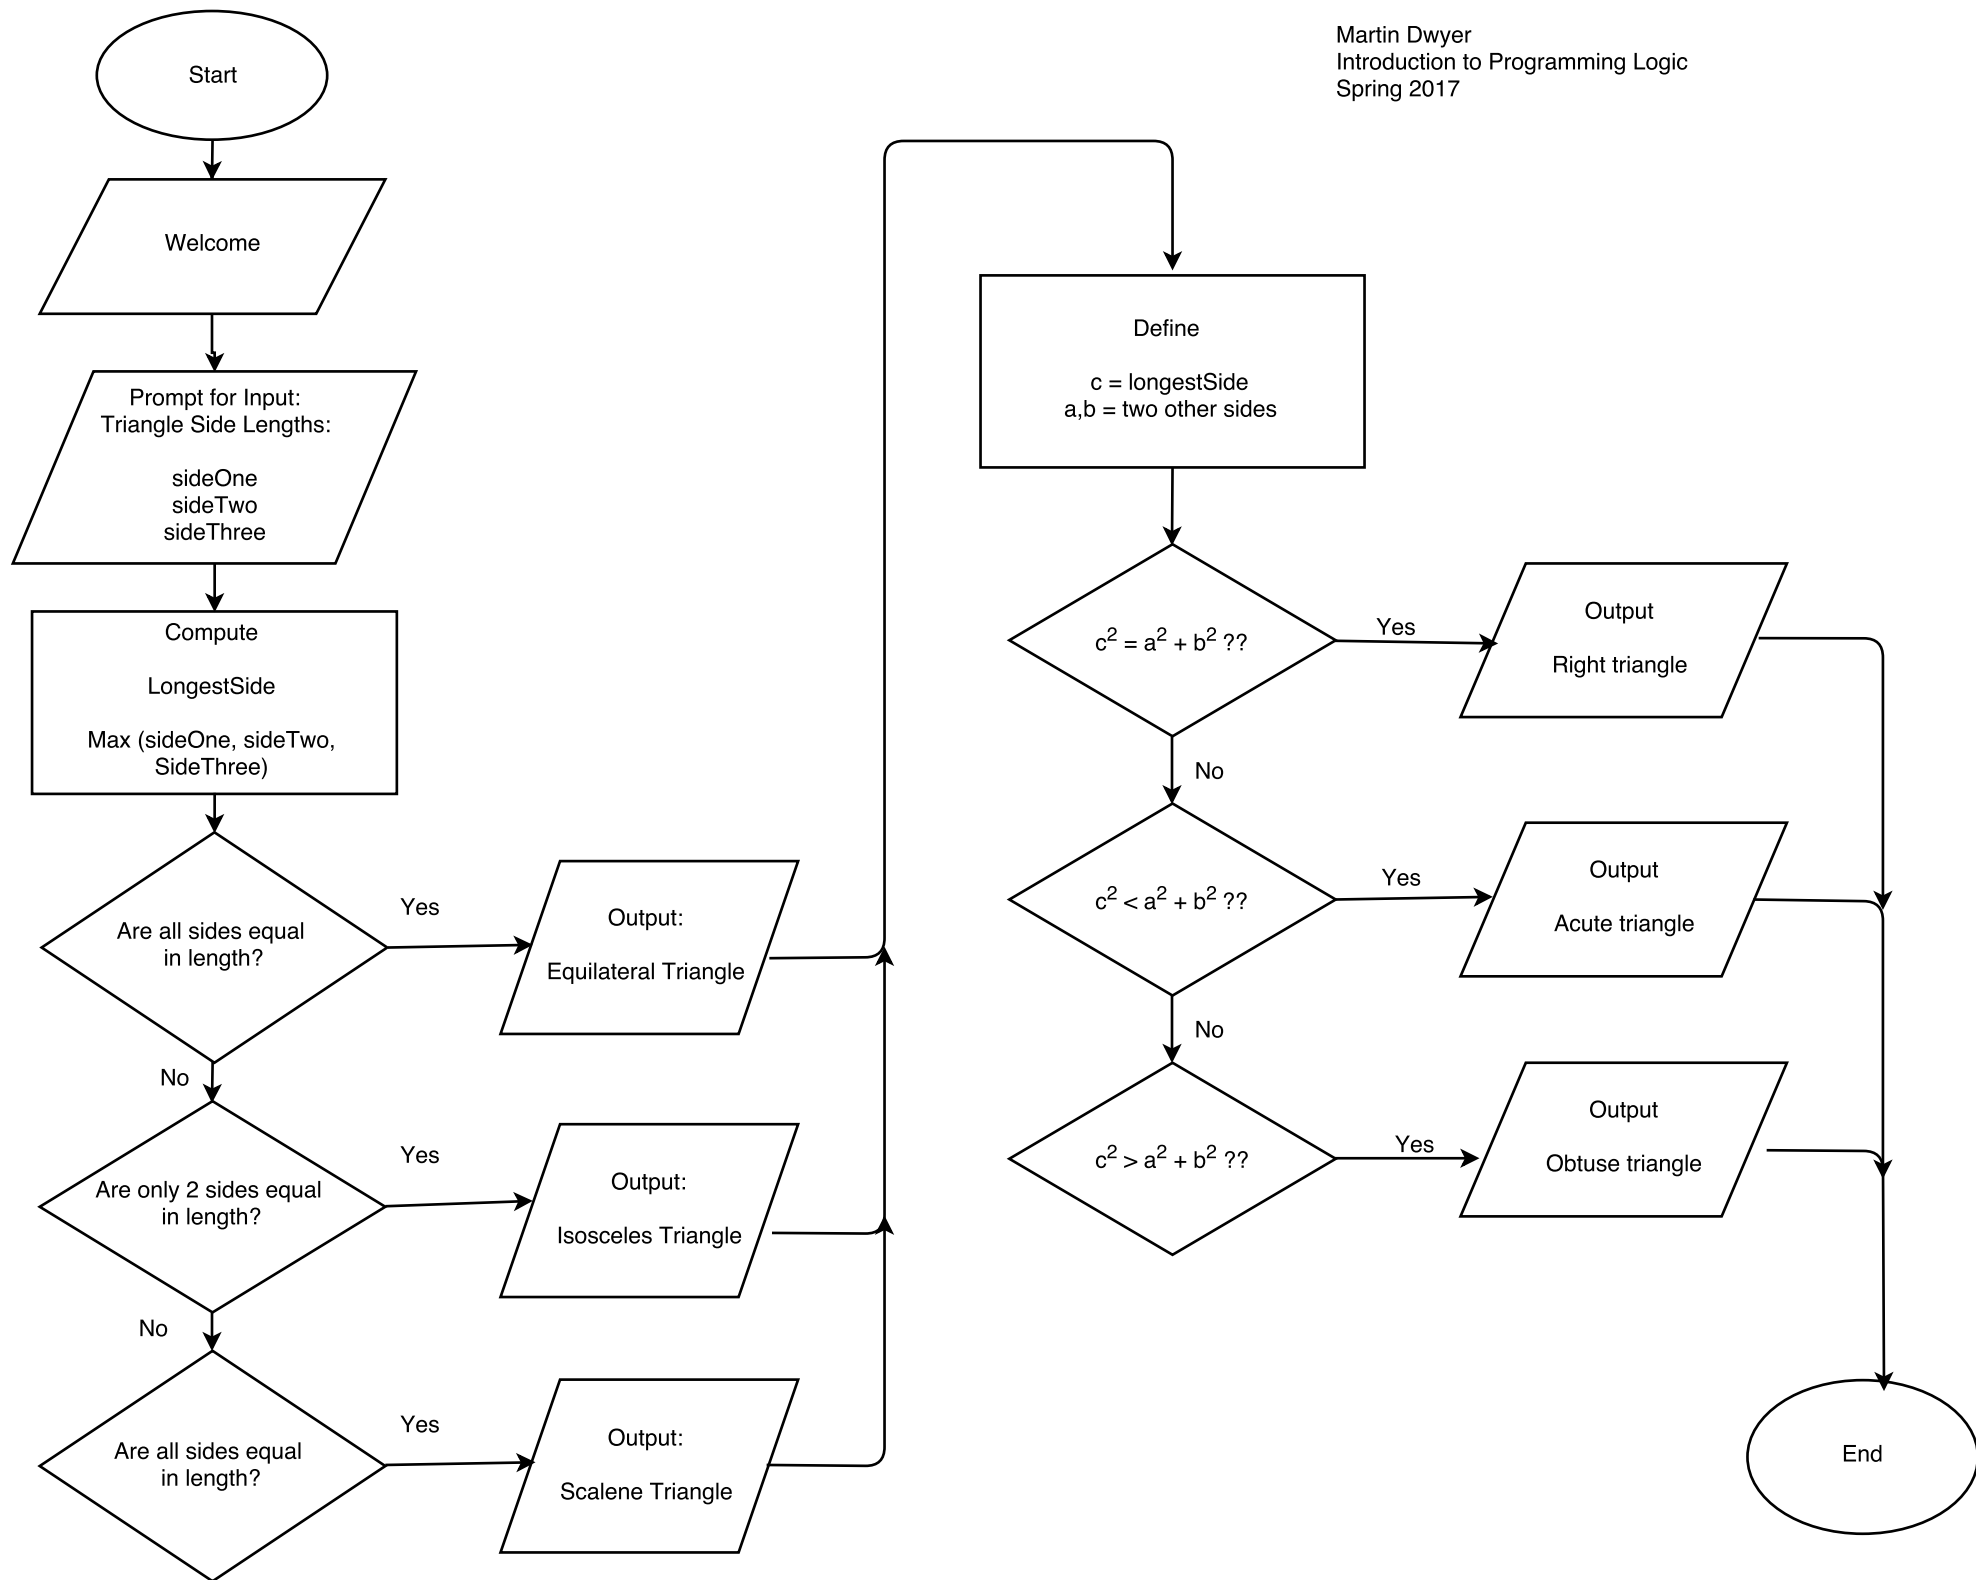 Martin Dwyer
Introduction to Programming Logic
Spring 2017
Start
Welcome
Prompt for Input:
Triangle Side Lengths:
sideOne
sideTwo
sideThree
Compute
LongestSide
Max (sideOne, sideTwo,
SideThree)
Are all sides equal
in length?
Yes
Output:
Equilateral Triangle
No
Are only 2 sides equal
in length?
Yes
Output:
Isosceles Triangle
No
Are all sides equal
in length?
Yes
Output:
Scalene Triangle
Define
c = longestSide
a,b = two other sides
c² = a² + b² ??
Yes
Output
Right triangle
No
c² < a² + b² ??
Yes
Output
Acute triangle
No
c² > a² + b² ??
Yes
Output
Obtuse triangle
End